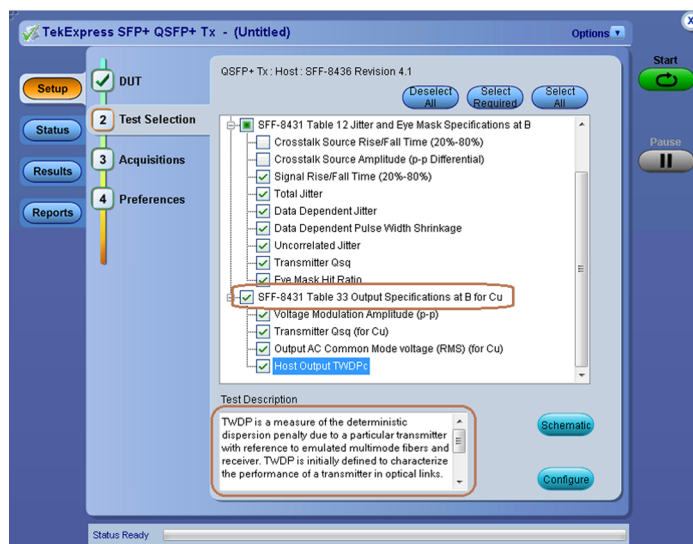 TekExpress SFP+ QSFP+ Tx - (Untitled)
Options
Start
Pause
Setup
Status
Results
Reports
DUT
2 Test Selection
3 Acquisitions
4 Preferences
QSFP+ Tx : Host : SFF-8436 Revision 4.1
Deselect All
Select Required
Select All
SFF-8431 Table 12 Jitter and Eye Mask Specifications at B
Crosstalk Source Rise/Fall Time (20%-80%)
Crosstalk Source Amplitude (p-p Differential)
Signal Rise/Fall Time (20%-80%)
Total Jitter
Data Dependent Jitter
Data Dependent Pulse Width Shrinkage
Uncorrelated Jitter
Transmitter Qsq
Eye Mask Hit Ratio
SFF-8431 Table 33 Output Specifications at B for Cu
Voltage Modulation Amplitude (p-p)
Transmitter Qsq (for Cu)
Output AC Common Mode voltage (RMS) (for Cu)
Host Output TWDPc
Test Description
TWDP is a measure of the deterministic
dispersion penalty due to a particular transmitter
with reference to emulated multimode fibers and
receiver. TWDP is initially defined to characterize
the performance of a transmitter in optical links.
Schematic
Configure
Status Ready